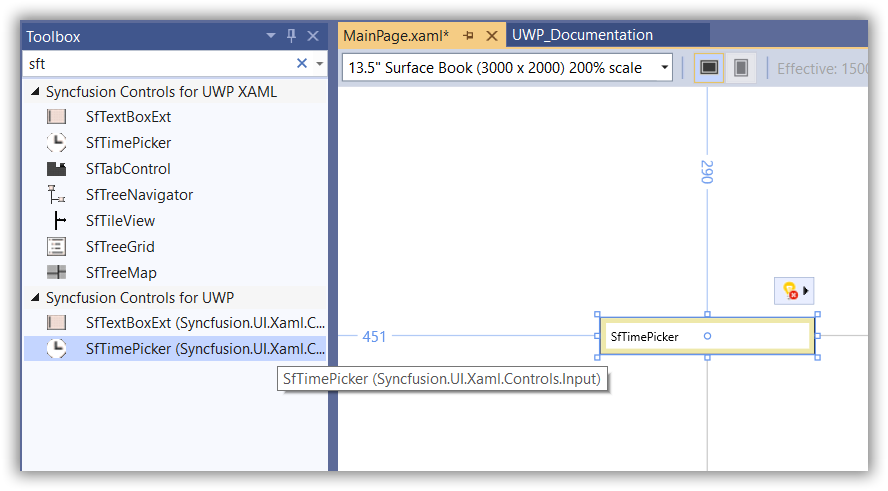 Toolbox
sft
Syncfusion Controls for UWP XAML
SfTextBoxExt
SfTimePicker
SfTabControl
SfTreeNavigator
SfTileView
SfTreeGrid
SfTreeMap
Syncfusion Controls for UWP
SfTextBoxExt (Syncfusion.UI.Xaml.C...
SfTimePicker (Syncfusion.UI.Xaml.C...
SfTimePicker (Syncfusion.UI.Xaml.Controls.Input)
MainPage.xaml*
UWP_Documentation
13.5" Surface Book (3000 x 2000) 200% scale
Effective: 1500
290
451
SfTimePicker